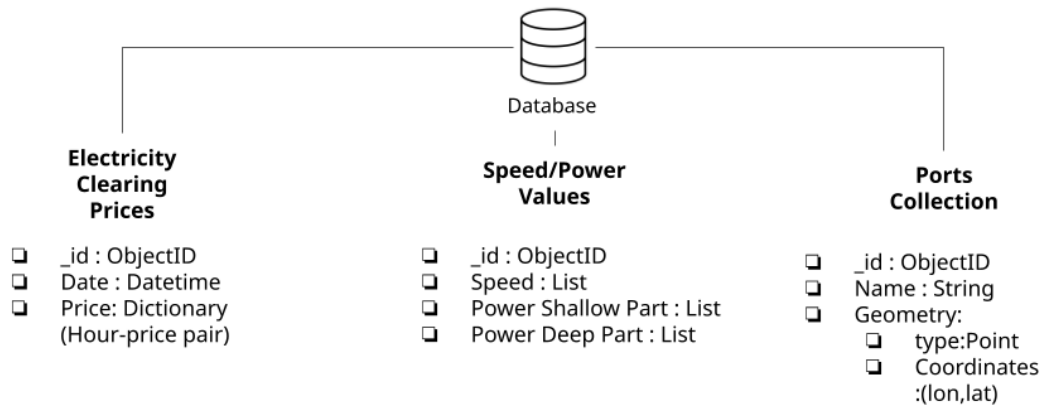 Database
Electricity
Clearing
Prices
_id : ObjectID
Date : Datetime
Price: Dictionary
(Hour-price pair)
Speed/Power
Values
_id : ObjectID
Speed : List
Power Shallow Part : List
Power Deep Part : List
Ports
Collection
_id : ObjectID
Name : String
Geometry:
type:Point
Coordinates
:(lon,lat)